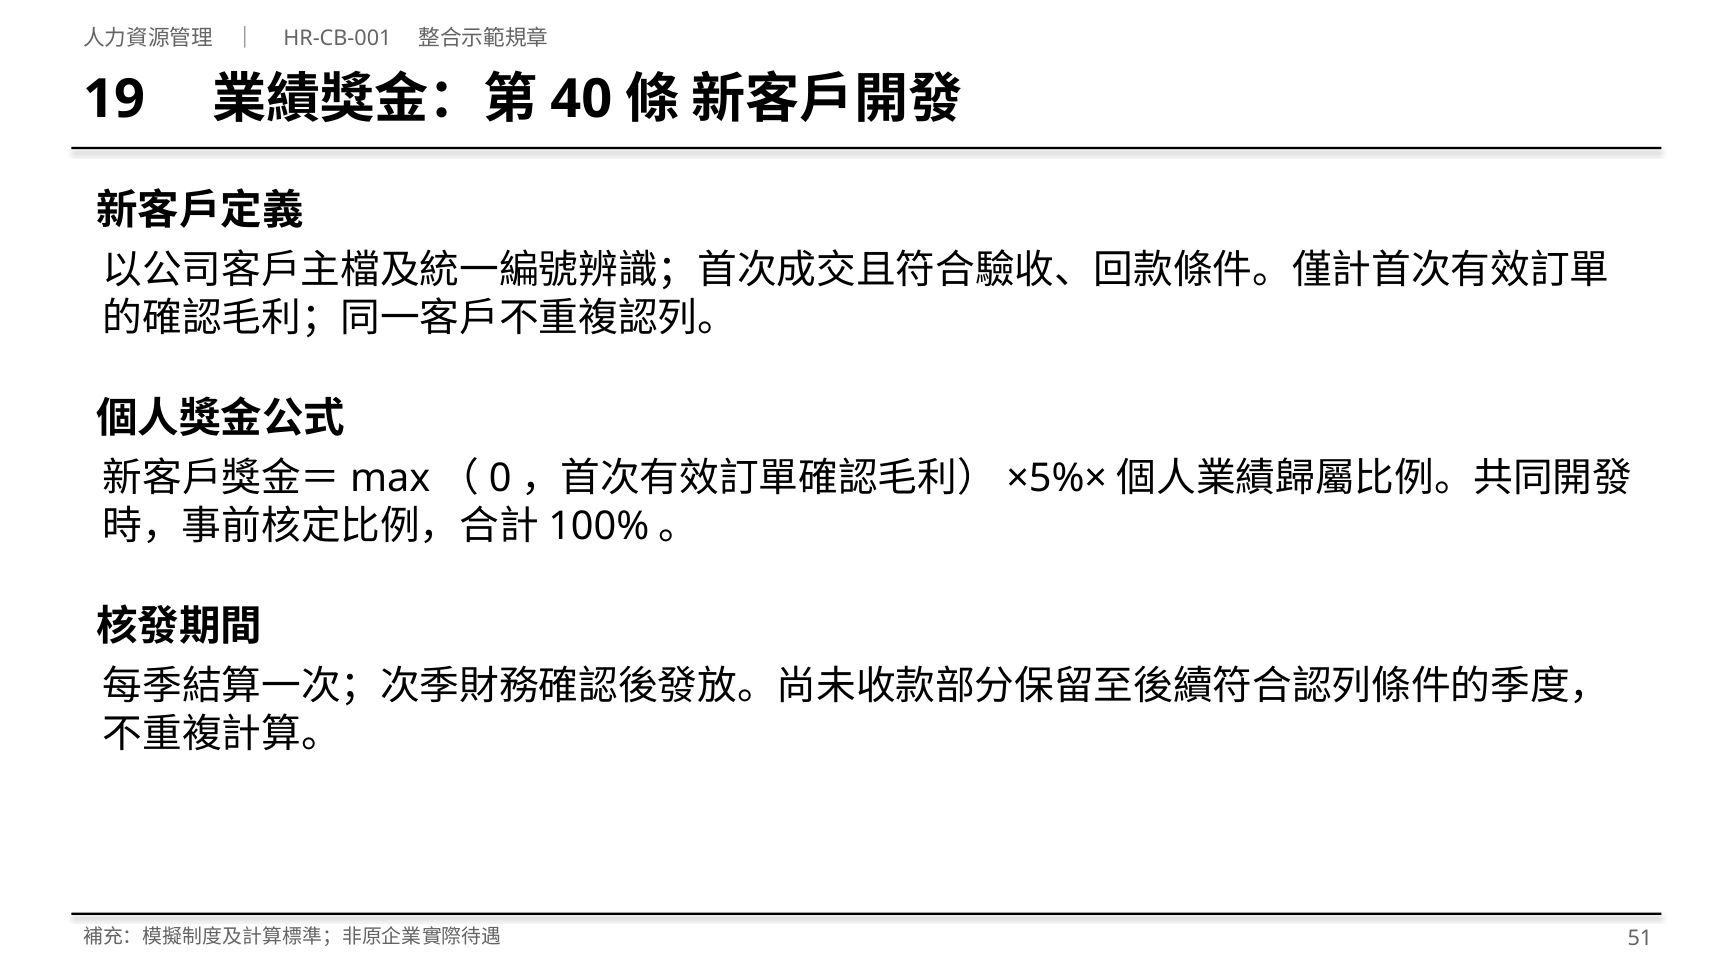 人力資源管理 ｜ HR-CB-001 整合示範規章
19 業績獎金：第 40 條 新客戶開發
新客戶定義
以公司客戶主檔及統一編號辨識；首次成交且符合驗收、回款條件。僅計首次有效訂單
的確認毛利；同一客戶不重複認列。
個人獎金公式
新客戶獎金＝ max （ 0 ，首次有效訂單確認毛利） ×5%× 個人業績歸屬比例。共同開發
時，事前核定比例，合計 100% 。
核發期間
每季結算一次；次季財務確認後發放。尚未收款部分保留至後續符合認列條件的季度，
不重複計算。
補充：模擬制度及計算標準；非原企業實際待遇
51